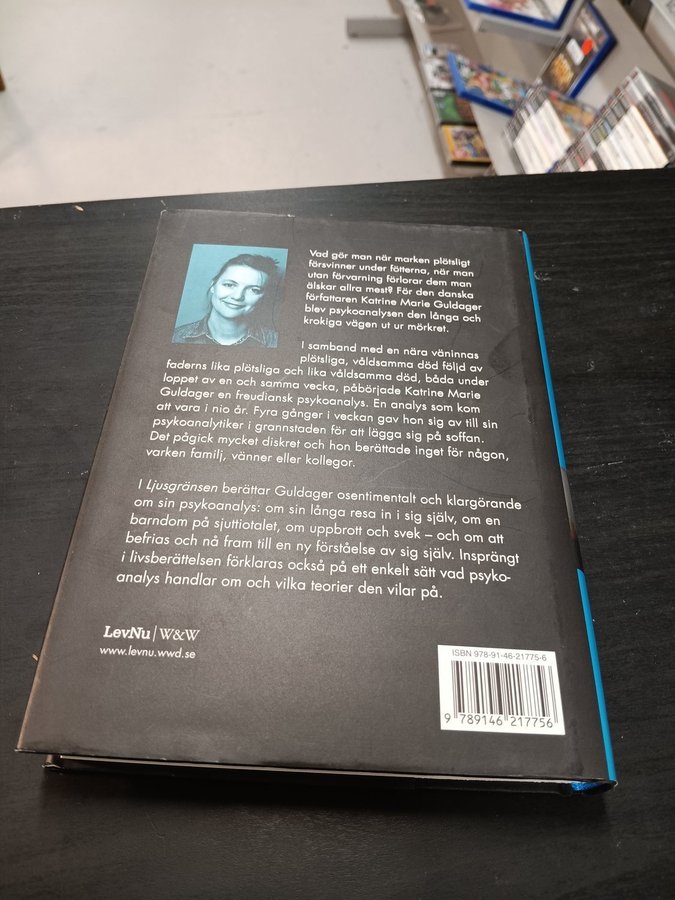 Vad gör man när marken plötsligt
försvinner under fötterna, när man
utan förvarning förlorar dem man
älskar allra mest? För den danska
författaren Katrine Marie Guldager
blev psykoanalysen den långa och
krokiga vägen ut ur mörkret.
I samband med en nära väninnas
plötsliga, våldsamma död följd av
faderns lika plötsliga och lika våldsamma död, båda under
loppet av en och samma vecka, påbörjade Katrine Marie
Guldager en freudiansk psykoanalys. En analys som kom
att vara i nio år. Fyra gånger i veckan gav hon sig av till sin
psykoanalytiker i grannstaden för att lägga sig på soffan.
Det pågick mycket diskret och hon berättade inget för någon,
varken familj, vänner eller kollegor.
I Ljusgränsen berättar Guldager osentimentalt och klargörande
om sin psykoanalys: om sin långa resa in i sig själv, om en
barndom på sjuttiotalet, om uppbrott och svek – och om att
befrias och nå fram till en ny förståelse av sig själv. Insprängt
i livsberättelsen förklaras också på ett enkelt sätt vad psyko-
analys handlar om och vilka teorier den vilar på.
LevNu | W&W
www.levnu.wwd.se
ISBN 978-91-46-21775-6
9 789146 217756